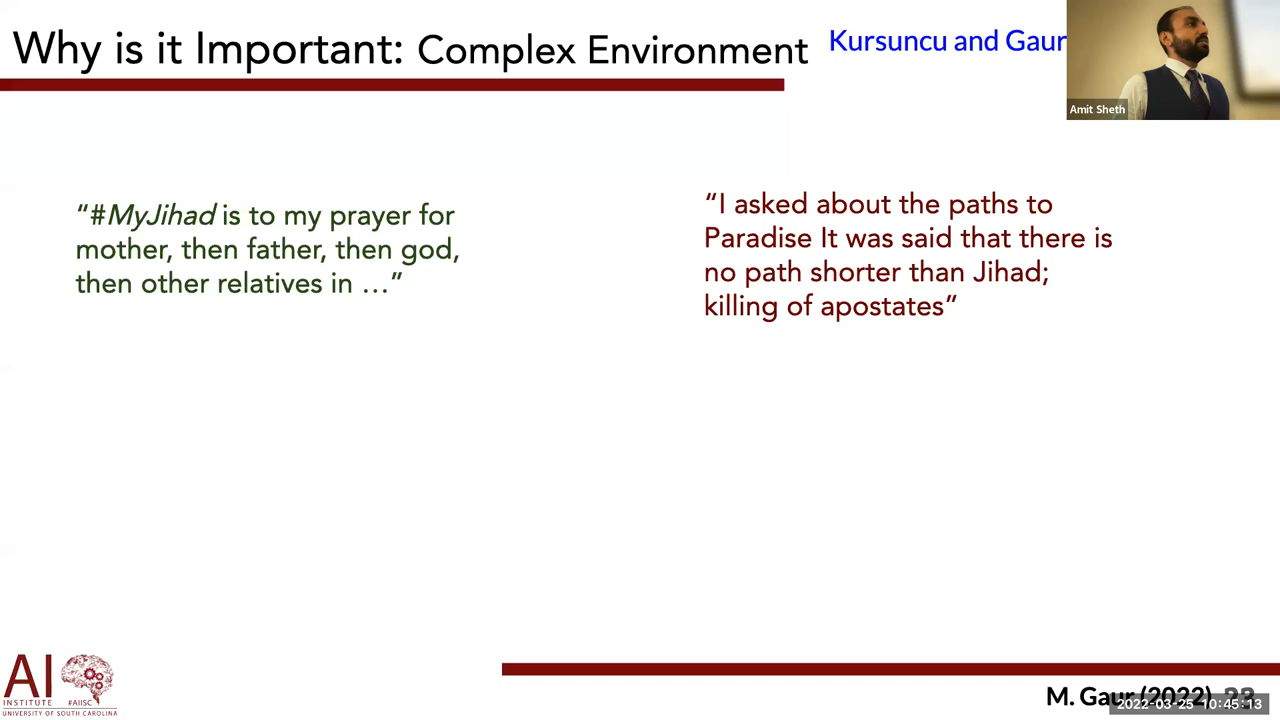 Why is it Important: Complex Environment
Kursuncu and Gaur
Amit Sheth
“#MyJihad is to my prayer for
mother, then father, then god,
then other relatives in …”
“I asked about the paths to
Paradise It was said that there is
no path shorter than Jihad;
killing of apostates”
AI
INSTITUTE #AIISC
UNIVERSITY OF SOUTH CAROLINA
M. Gaur (2022)
2022-03-25 10:45:13